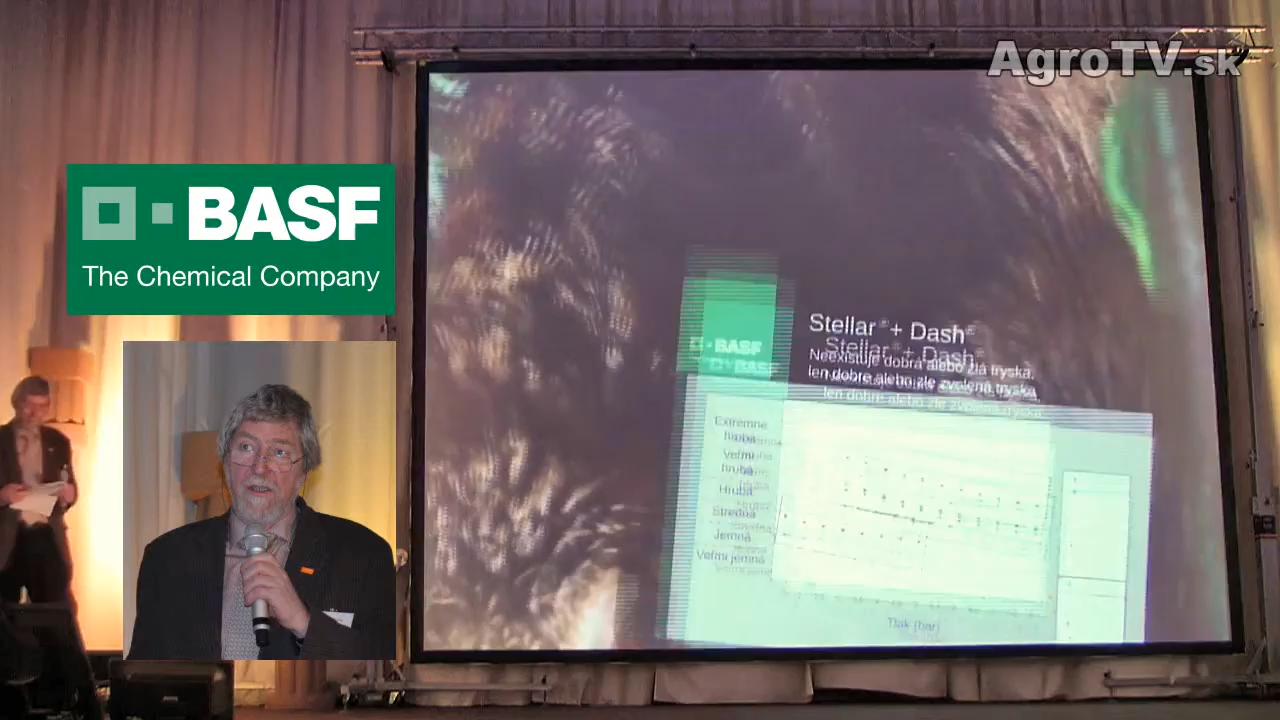 AgroTV.sk
BASF
The Chemical Company
BASF
Stellar® + Dash®
Neexistuje dobrá alebo zlá tryska,
len dobre alebo zle zvolená tryska.
Extrémne
hrubá
Veľmi
hrubá
Hrubá
Stredná
Jemná
Veľmi jemná
Tlak (bar)